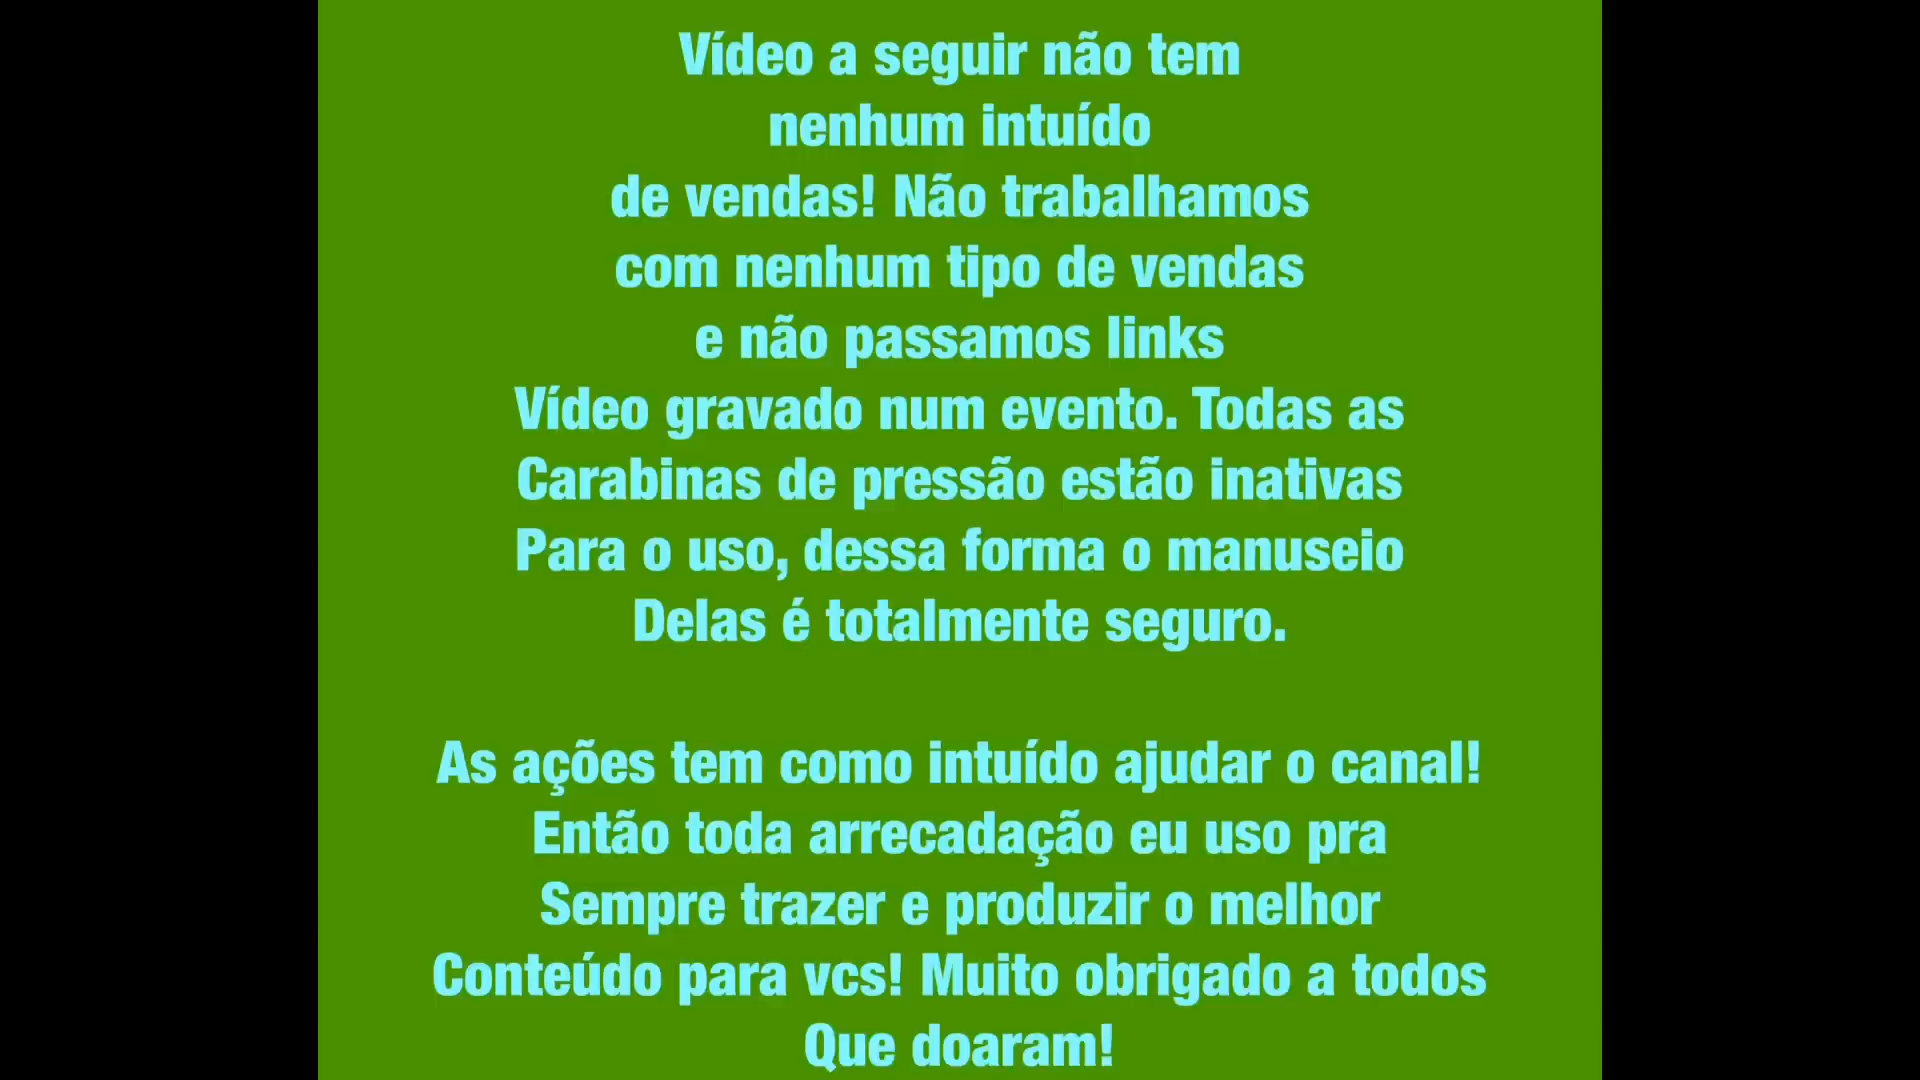 Vídeo a seguir não tem
nenhum intuído
de vendas! Não trabalhamos
com nenhum tipo de vendas
e não passamos links
Vídeo gravado num evento. Todas as
Carabinas de pressão estão inativas
Para o uso, dessa forma o manuseio
Delas é totalmente seguro.
As ações tem como intuído ajudar o canal!
Então toda arrecadação eu uso pra
Sempre trazer e produzir o melhor
Conteúdo para vcs! Muito obrigado a todos
Que doaram!